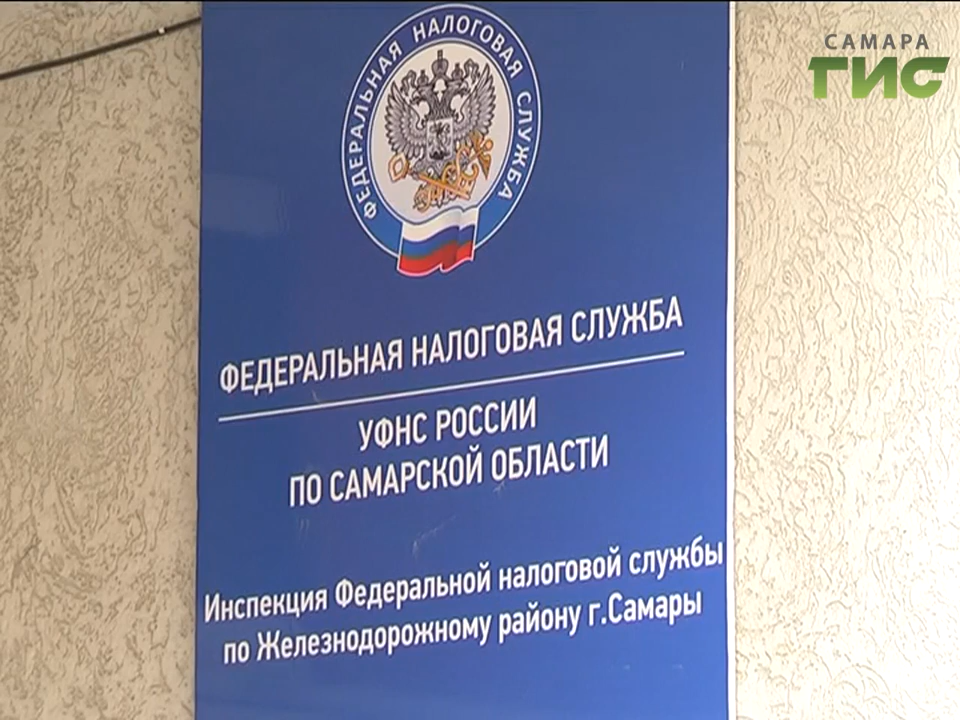 САМАРА
ГИС
ФЕДЕРАЛЬНАЯ НАЛОГОВАЯ СЛУЖБА
ФЕДЕРАЛЬНАЯ НАЛОГОВАЯ СЛУЖБА
УФНС РОССИИ
ПО САМАРСКОЙ ОБЛАСТИ
Инспекция Федеральной налоговой службы
по Железнодорожному району г.Самары